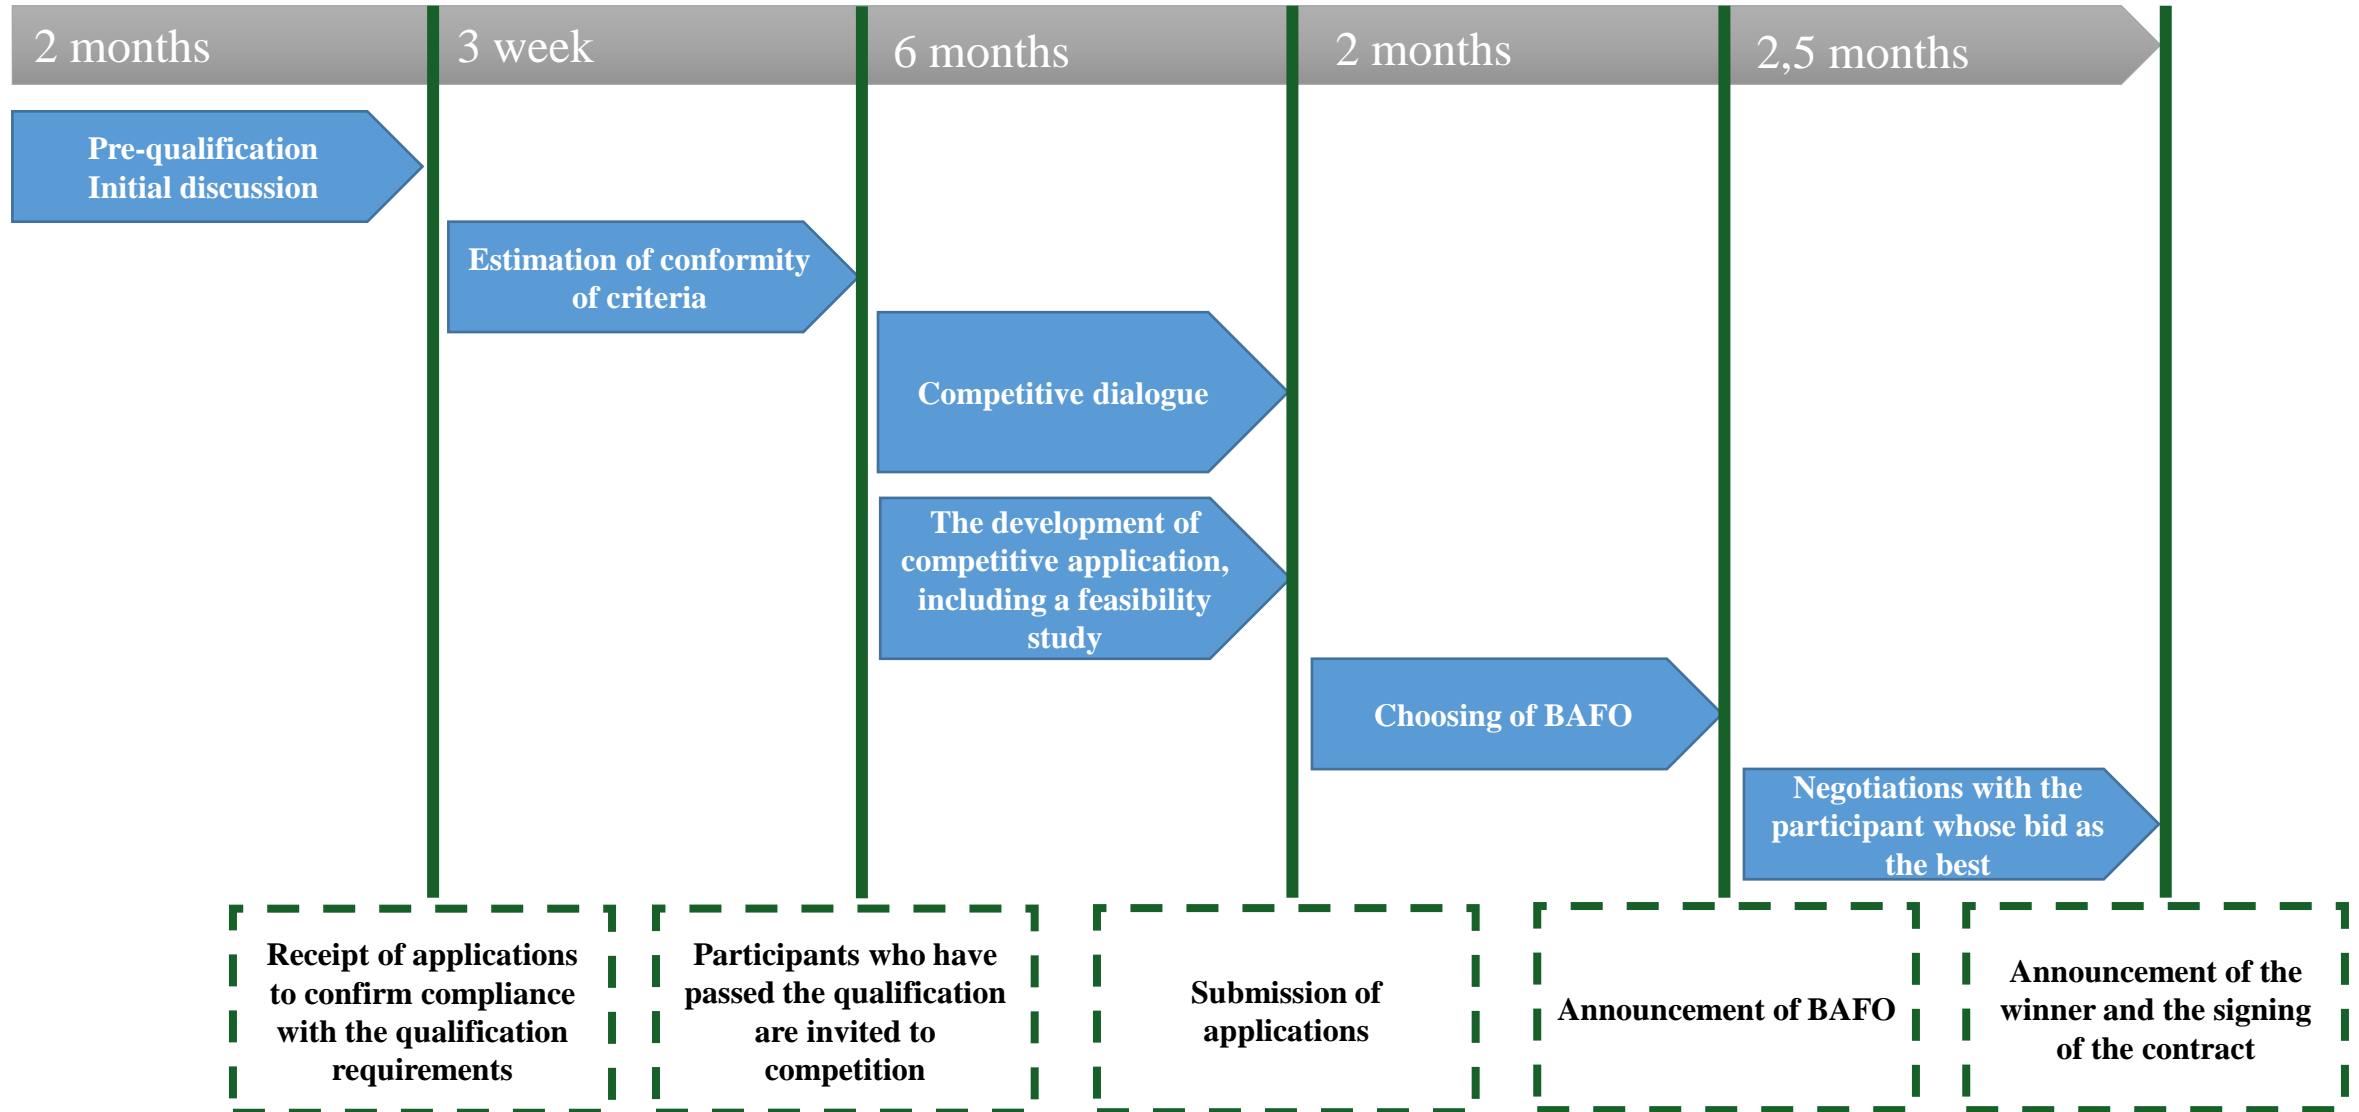 2 months
3 week
6 months
2 months
2,5 months
Pre-qualification
Initial discussion
Estimation of conformity
of criteria
Competitive dialogue
The development of
competitive application,
including a feasibility
study
Choosing of BAFO
Negotiations with the
participant whose bid as
the best
Receipt of applications
to confirm compliance
with the qualification
requirements
Participants who have
passed the qualification
are invited to
competition
Submission of
applications
Announcement of BAFO
Announcement of the
winner and the signing
of the contract